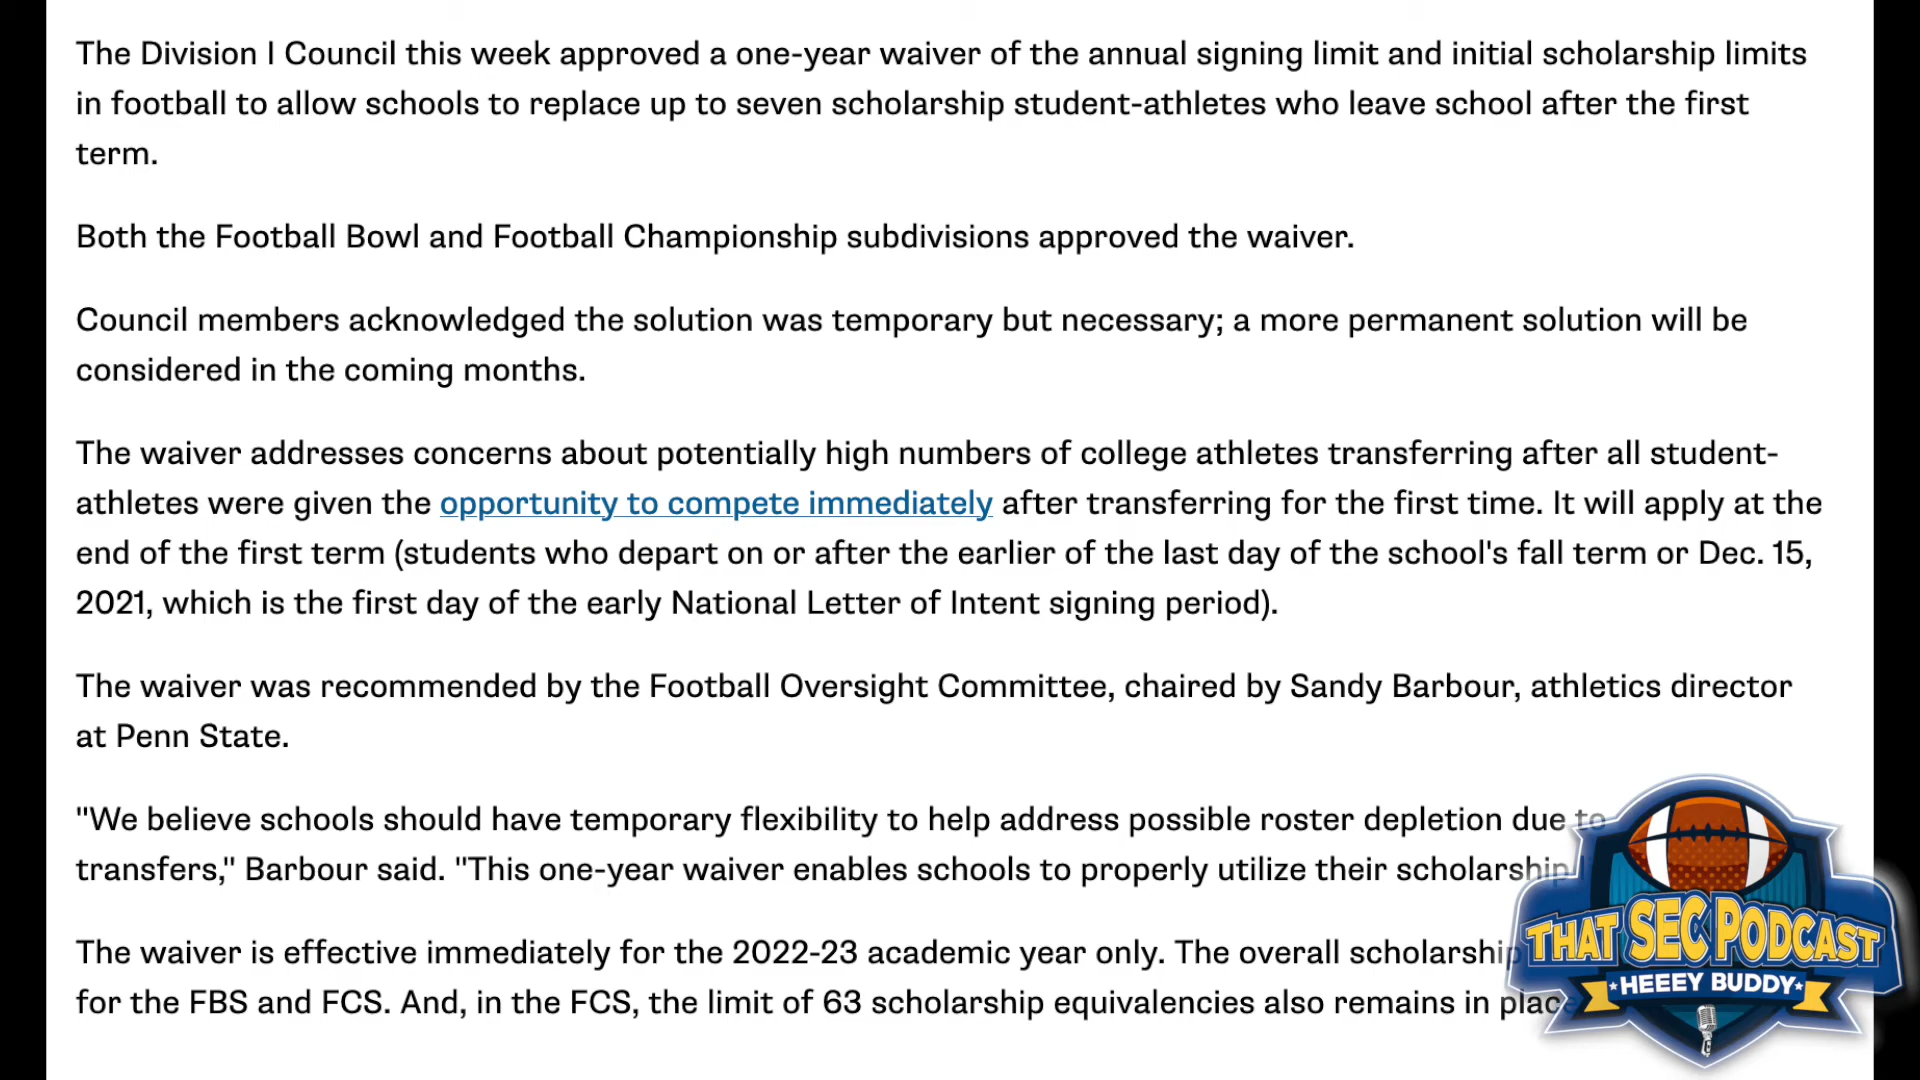 The Division I Council this week approved a one-year waiver of the annual signing limit and initial scholarship limits
in football to allow schools to replace up to seven scholarship student-athletes who leave school after the first
term.
Both the Football Bowl and Football Championship subdivisions approved the waiver.
Council members acknowledged the solution was temporary but necessary; a more permanent solution will be
considered in the coming months.
The waiver addresses concerns about potentially high numbers of college athletes transferring after all student-
athletes were given the opportunity to compete immediately after transferring for the first time. It will apply at the
end of the first term (students who depart on or after the earlier of the last day of the school's fall term or Dec. 15,
2021, which is the first day of the early National Letter of Intent signing period).
The waiver was recommended by the Football Oversight Committee, chaired by Sandy Barbour, athletics director
at Penn State.
"We believe schools should have temporary flexibility to help address possible roster depletion due to
transfers," Barbour said. "This one-year waiver enables schools to properly utilize their scholarship
The waiver is effective immediately for the 2022-23 academic year only. The overall scholarship
for the FBS and FCS. And, in the FCS, the limit of 63 scholarship equivalencies also remains in place
THAT SEC PODCAST
HEEEY BUDDY